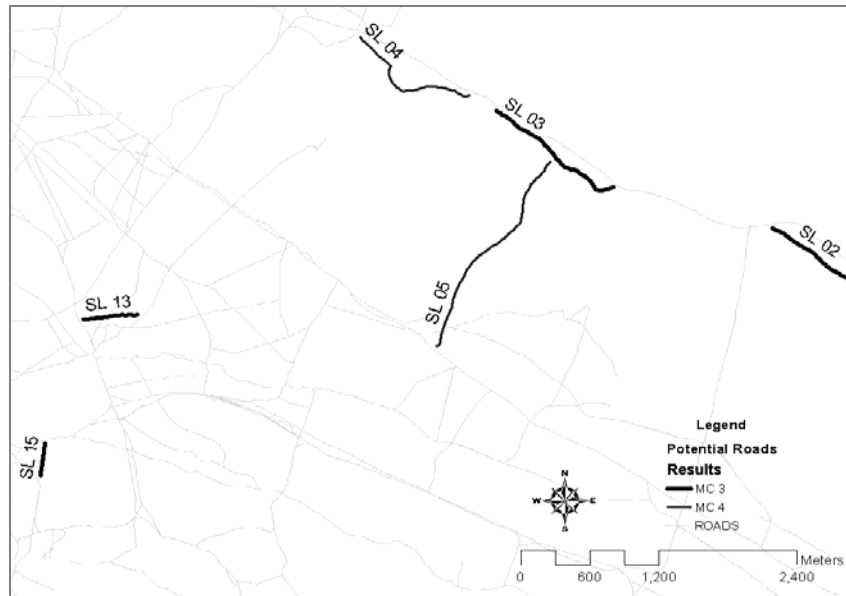 SL 04
SL 03
SL 02
SL 05
SL 13
SL 15
Legend
Potential Roads
Results
MC 3
MC 4
ROADS
N
W E
S
Meters
0 600 1,200 2,400